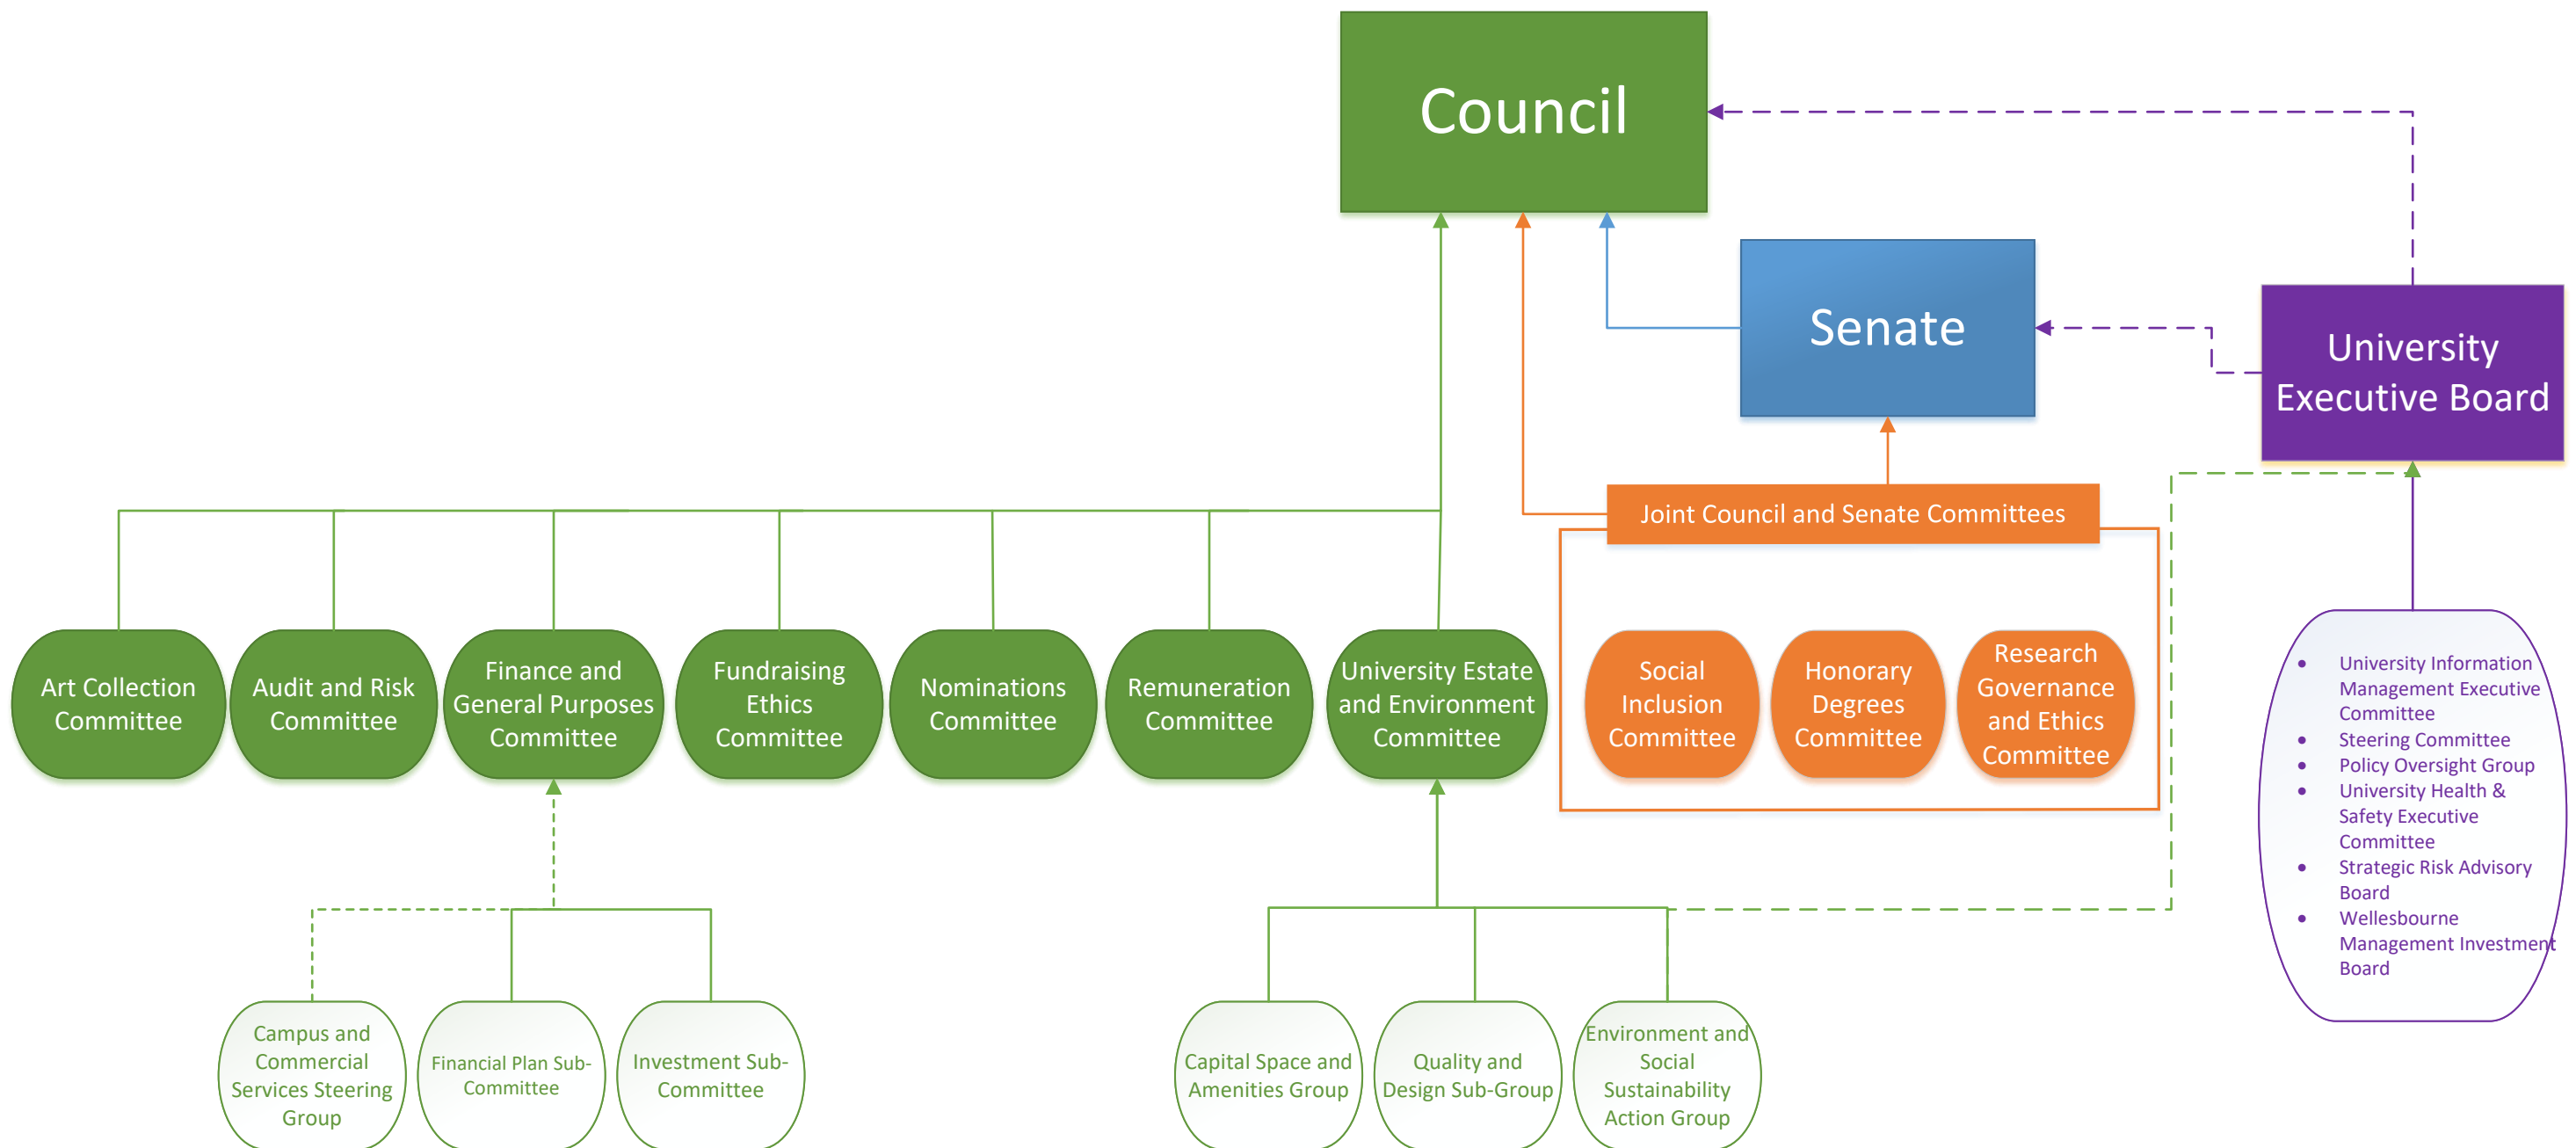 Council
Senate
University
Executive Board
Joint Council and Senate Committees
Art Collection
Committee
Audit and Risk
Committee
Finance and
General Purposes
Committee
Fundraising
Ethics
Committee
Nominations
Committee
Remuneration
Committee
University Estate
and Environment
Committee
Social
Inclusion
Committee
Honorary
Degrees
Committee
Research
Governance
and Ethics
Committee
• University Information
Management Executive
Committee
• Steering Committee
• Policy Oversight Group
• University Health &
Safety Executive
Committee
• Strategic Risk Advisory
Board
• Wellesbourne
Management Investment
Board
Campus and
Commercial
Services Steering
Group
Financial Plan Sub-
Committee
Investment Sub-
Committee
Capital Space and
Amenities Group
Quality and
Design Sub-Group
Environment and
Social
Sustainability
Action Group